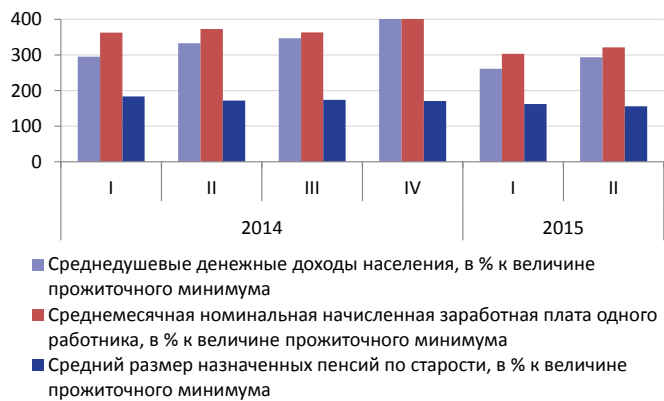 400
300
200
100
0
I II III IV I II
2014 2015
Среднедушевые денежные доходы населения, в % к величине
прожиточного минимума
Среднемесячная номинальная начисленная заработная плата одного
работника, в % к величине прожиточного минимума
Средний размер назначенных пенсий по старости, в % к величине
прожиточного минимума